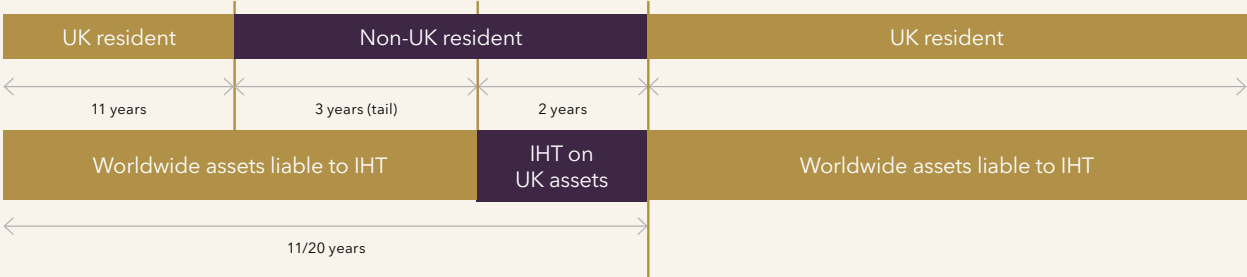 UK resident
Non-UK resident
UK resident
11 years
3 years (tail)
2 years
Worldwide assets liable to IHT
IHT on
UK assets
Worldwide assets liable to IHT
11/20 years